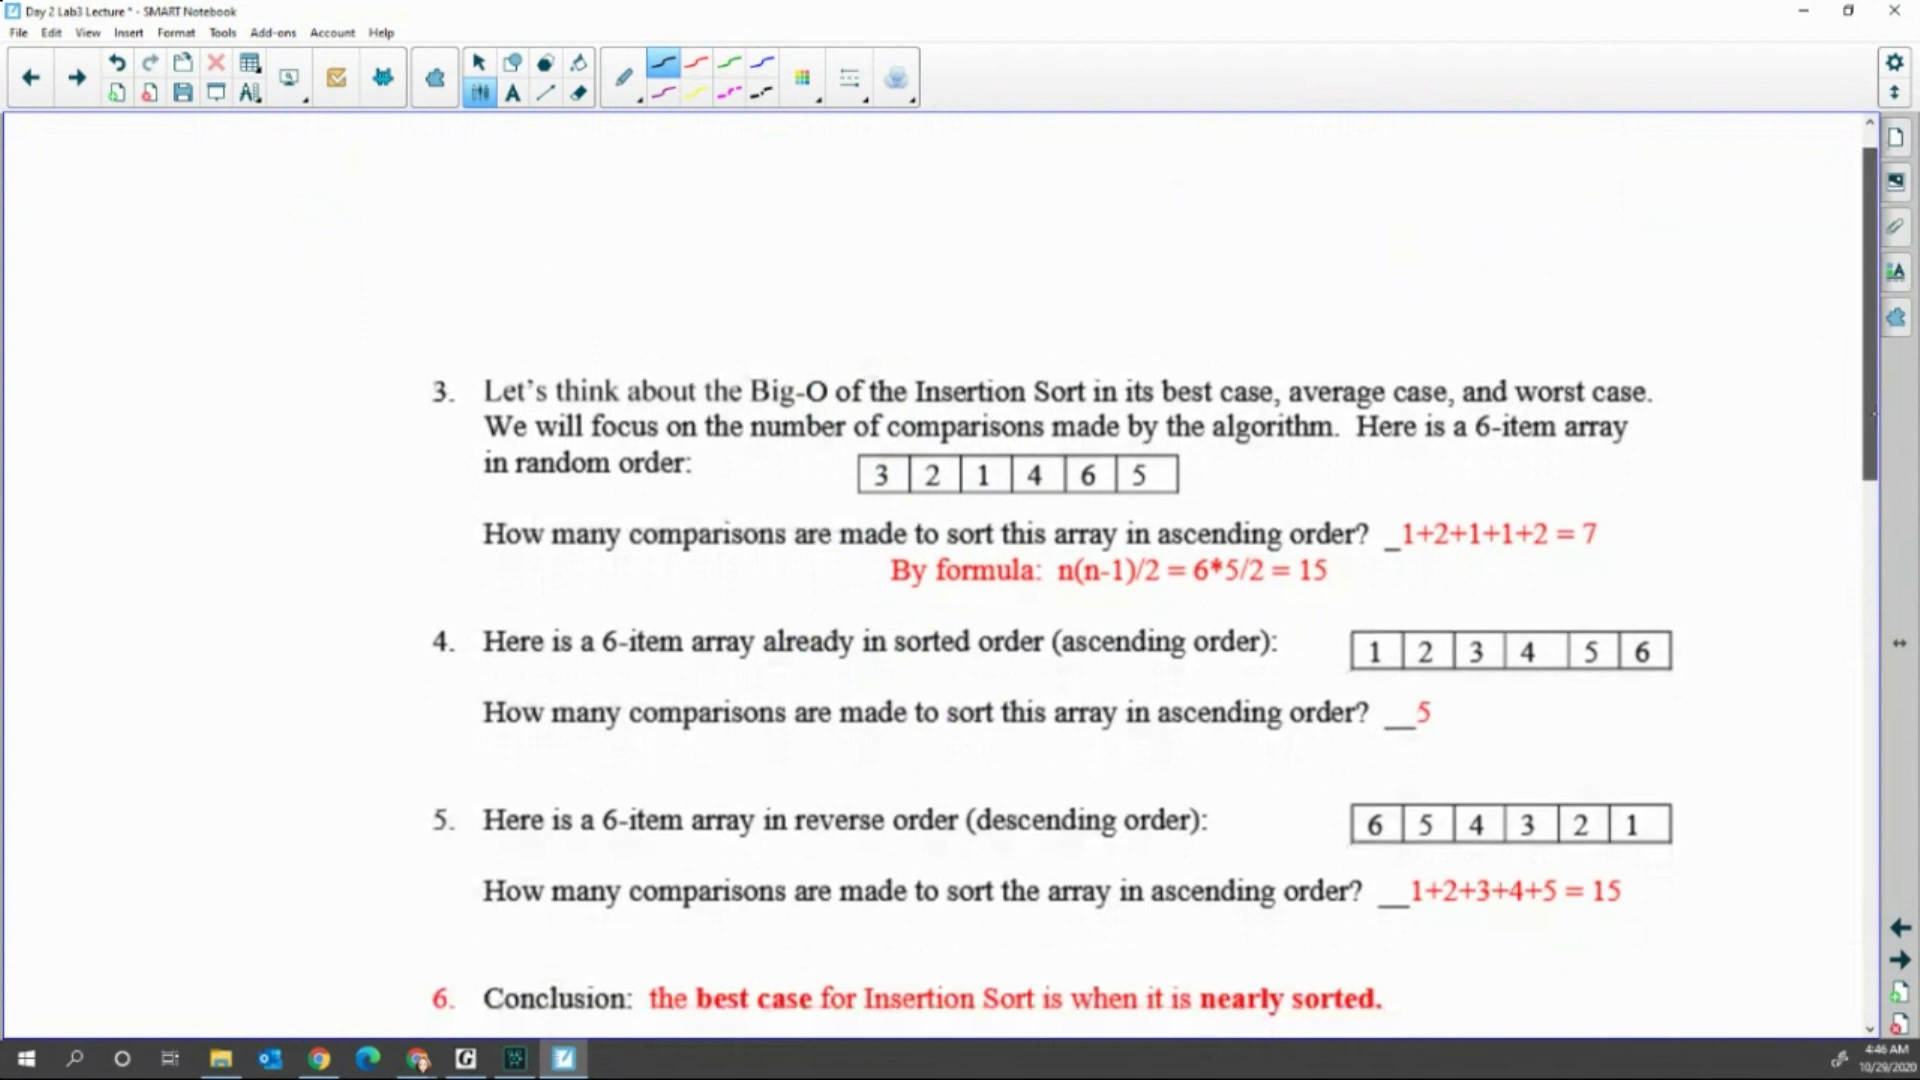 Day 2 Lab3 Lecture * - SMART Notebook
File Edit View Insert Format Tools Add-ons Account Help
3. Let's think about the Big-O of the Insertion Sort in its best case, average case, and worst case.
We will focus on the number of comparisons made by the algorithm. Here is a 6-item array
in random order:
3 2 1 4 6 5
How many comparisons are made to sort this array in ascending order? _1+2+1+1+2 = 7
By formula: n(n-1)/2 = 6*5/2 = 15
4. Here is a 6-item array already in sorted order (ascending order):
1 2 3 4 5 6
How many comparisons are made to sort this array in ascending order? __5
5. Here is a 6-item array in reverse order (descending order):
6 5 4 3 2 1
How many comparisons are made to sort the array in ascending order? __1+2+3+4+5 = 15
6. Conclusion: the best case for Insertion Sort is when it is nearly sorted.
4:46 AM
10/29/2020